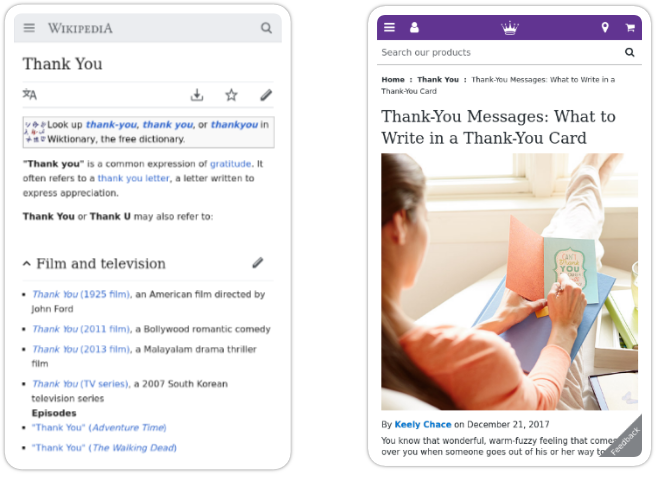 WIKIPEDIA
Thank You
Look up thank-you, thank you, or thankyou in
Wiktionary, the free dictionary.
"Thank you" is a common expression of gratitude. It
often refers to a thank you letter, a letter written to
express appreciation.
Thank You or Thank U may also refer to:
Film and television
Thank You (1925 film), an American film directed by
John Ford
Thank You (2011 film), a Bollywood romantic comedy
Thank You (2013 film), a Malayalam drama thriller
film
Thank You (TV series), a 2007 South Korean
television series
Episodes
"Thank You" (Adventure Time)
"Thank You" (The Walking Dead)
Search our products
Home : Thank You : Thank-You Messages: What to Write in a
Thank-You Card
Thank-You Messages: What to
Write in a Thank-You Card
CAN'T
THANK
YOU
By Keely Chace on December 21, 2017
You know that wonderful, warm-fuzzy feeling that comes
over you when someone goes out of his or her way to
Feedback